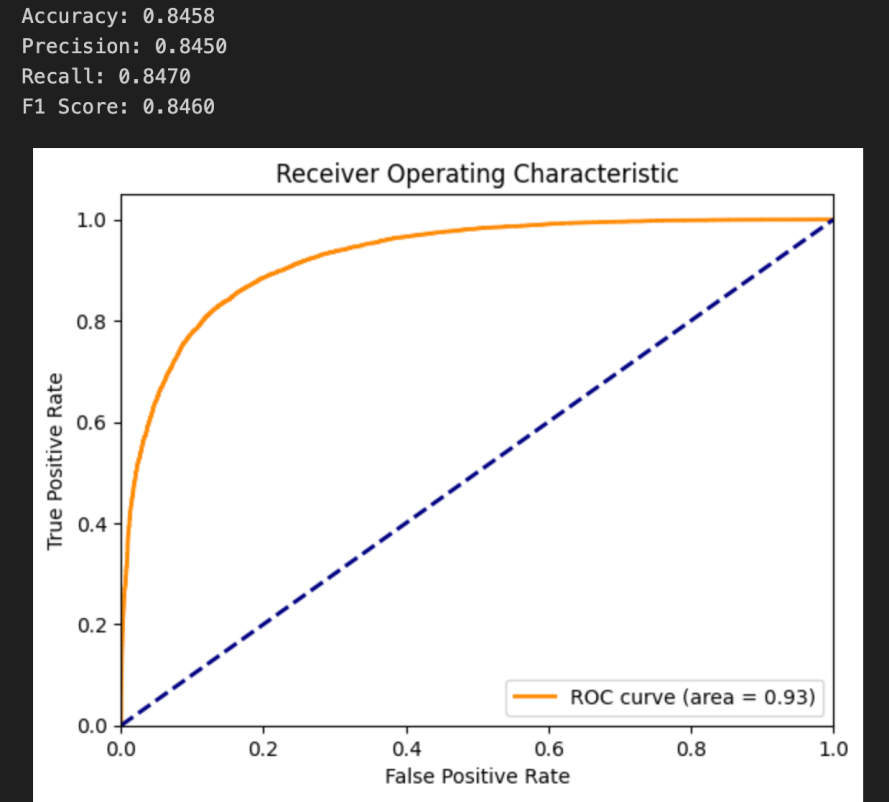 Accuracy: 0.8458
Precision: 0.8450
Recall: 0.8470
F1 Score: 0.8460
Receiver Operating Characteristic
1.0
0.8
0.6
0.4
0.2
0.0
True Positive Rate
ROC curve (area = 0.93)
0.0 0.2 0.4 0.6 0.8 1.0
False Positive Rate